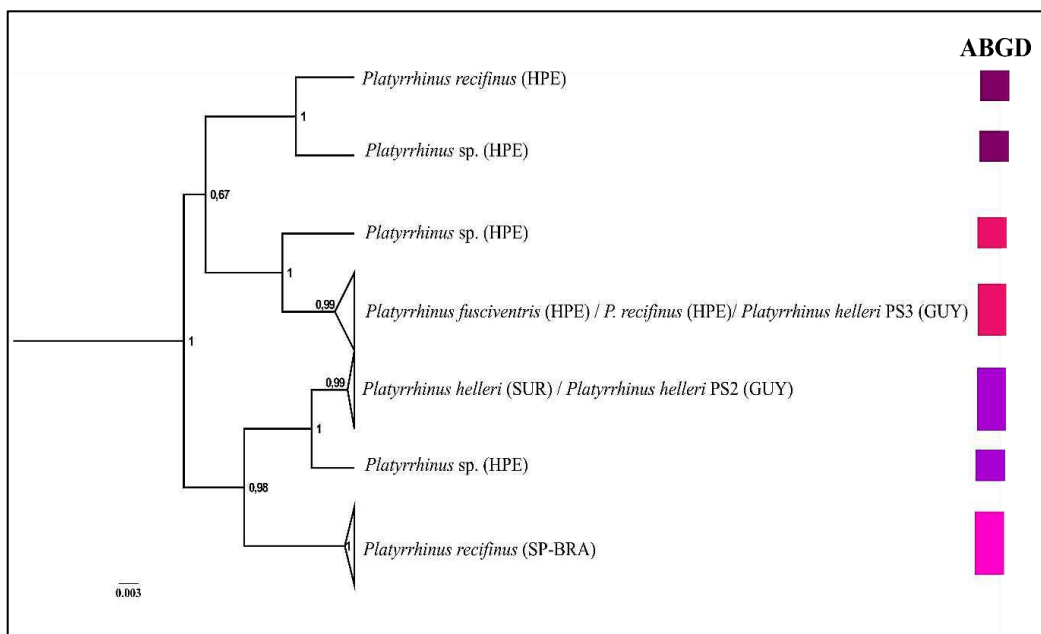 ABGD
Platyrrhinus recifinus (HPE)
1
Platyrrhinus sp. (HPE)
0,67
Platyrrhinus sp. (HPE)
1
0,99
Platyrrhinus fusciventris (HPE) / P. recifinus (HPE)/ Platyrrhinus helleri PS3 (GUY)
1
0,99
Platyrrhinus helleri (SUR) / Platyrrhinus helleri PS2 (GUY)
1
Platyrrhinus sp. (HPE)
0,98
1
Platyrrhinus recifinus (SP-BRA)
0.003